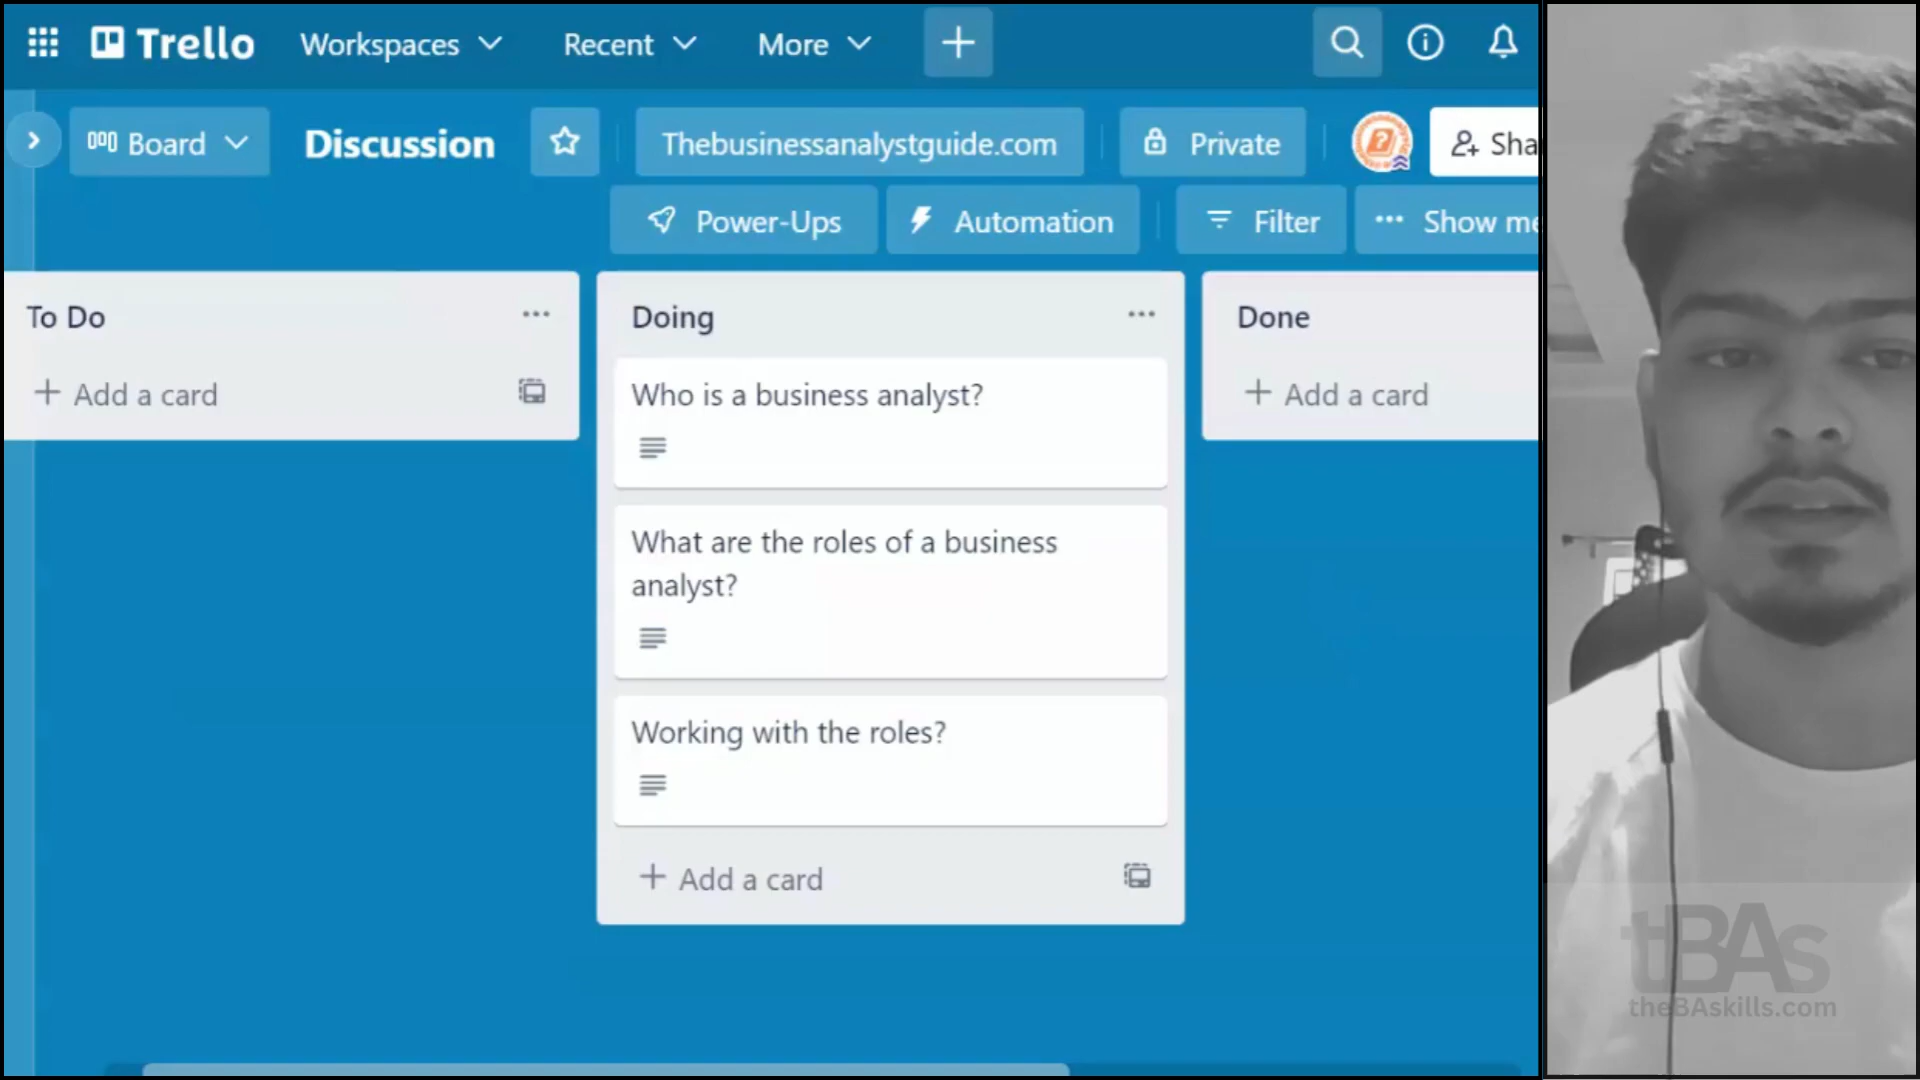 Trello Workspaces Recent More
Board Discussion Thebusinessanalystguide.com Private Sha
Power-Ups Automation Filter Show me
To Do
Add a card
Doing
Who is a business analyst?
What are the roles of a business
analyst?
Working with the roles?
Add a card
Done
Add a card
tBAs
theBAskills.com